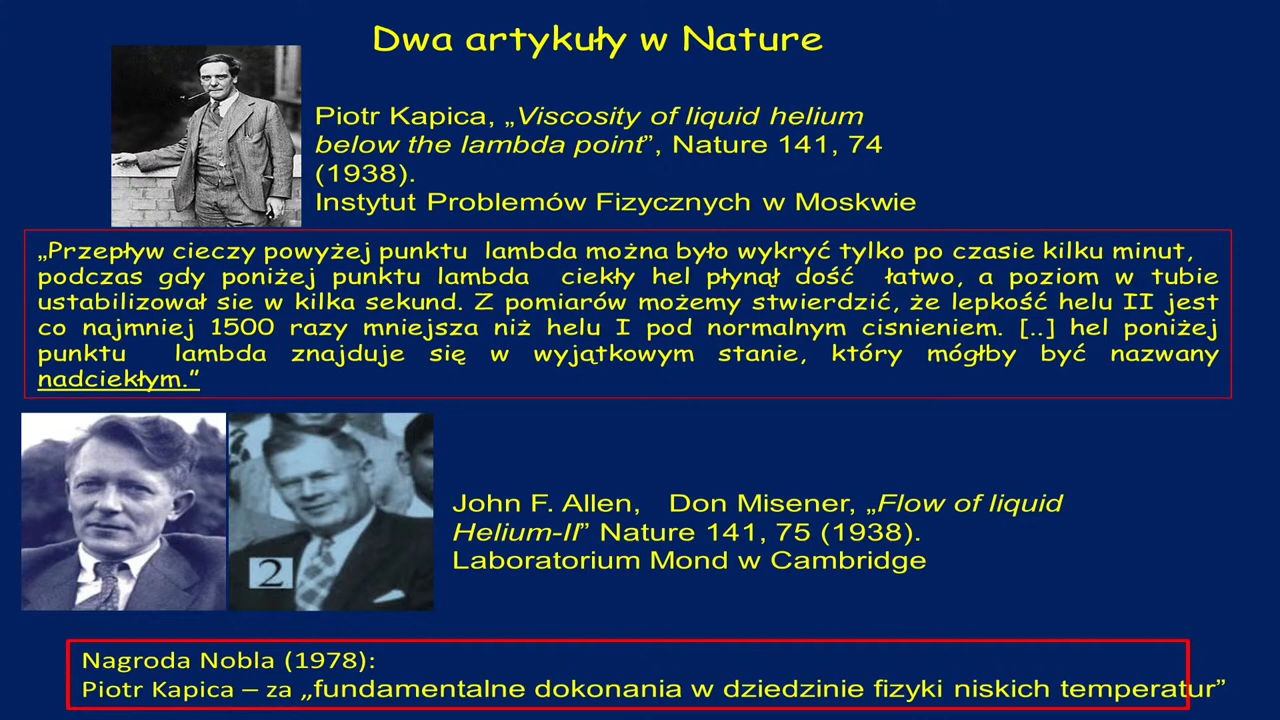 Dwa artykuły w Nature
Piotr Kapica, „Viscosity of liquid helium
below the lambda point”, Nature 141, 74
(1938).
Instytut Problemów Fizycznych w Moskwie
„Przepływ cieczy powyżej punktu lambda można było wykryć tylko po czasie kilku minut,
podczas gdy poniżej punktu lambda ciekły hel płynął dość łatwo, a poziom w tubie
ustabilizował sie w kilka sekund. Z pomiarów możemy stwierdzić, że lepkość helu II jest
co najmniej 1500 razy mniejsza niż helu I pod normalnym cisnieniem. [..] hel poniżej
punktu lambda znajduje się w wyjątkowym stanie, który mógłby być nazwany
nadciekłym.”
2
John F. Allen, Don Misener, „Flow of liquid
Helium-II” Nature 141, 75 (1938).
Laboratorium Mond w Cambridge
Nagroda Nobla (1978):
Piotr Kapica – za „fundamentalne dokonania w dziedzinie fizyki niskich temperatur”